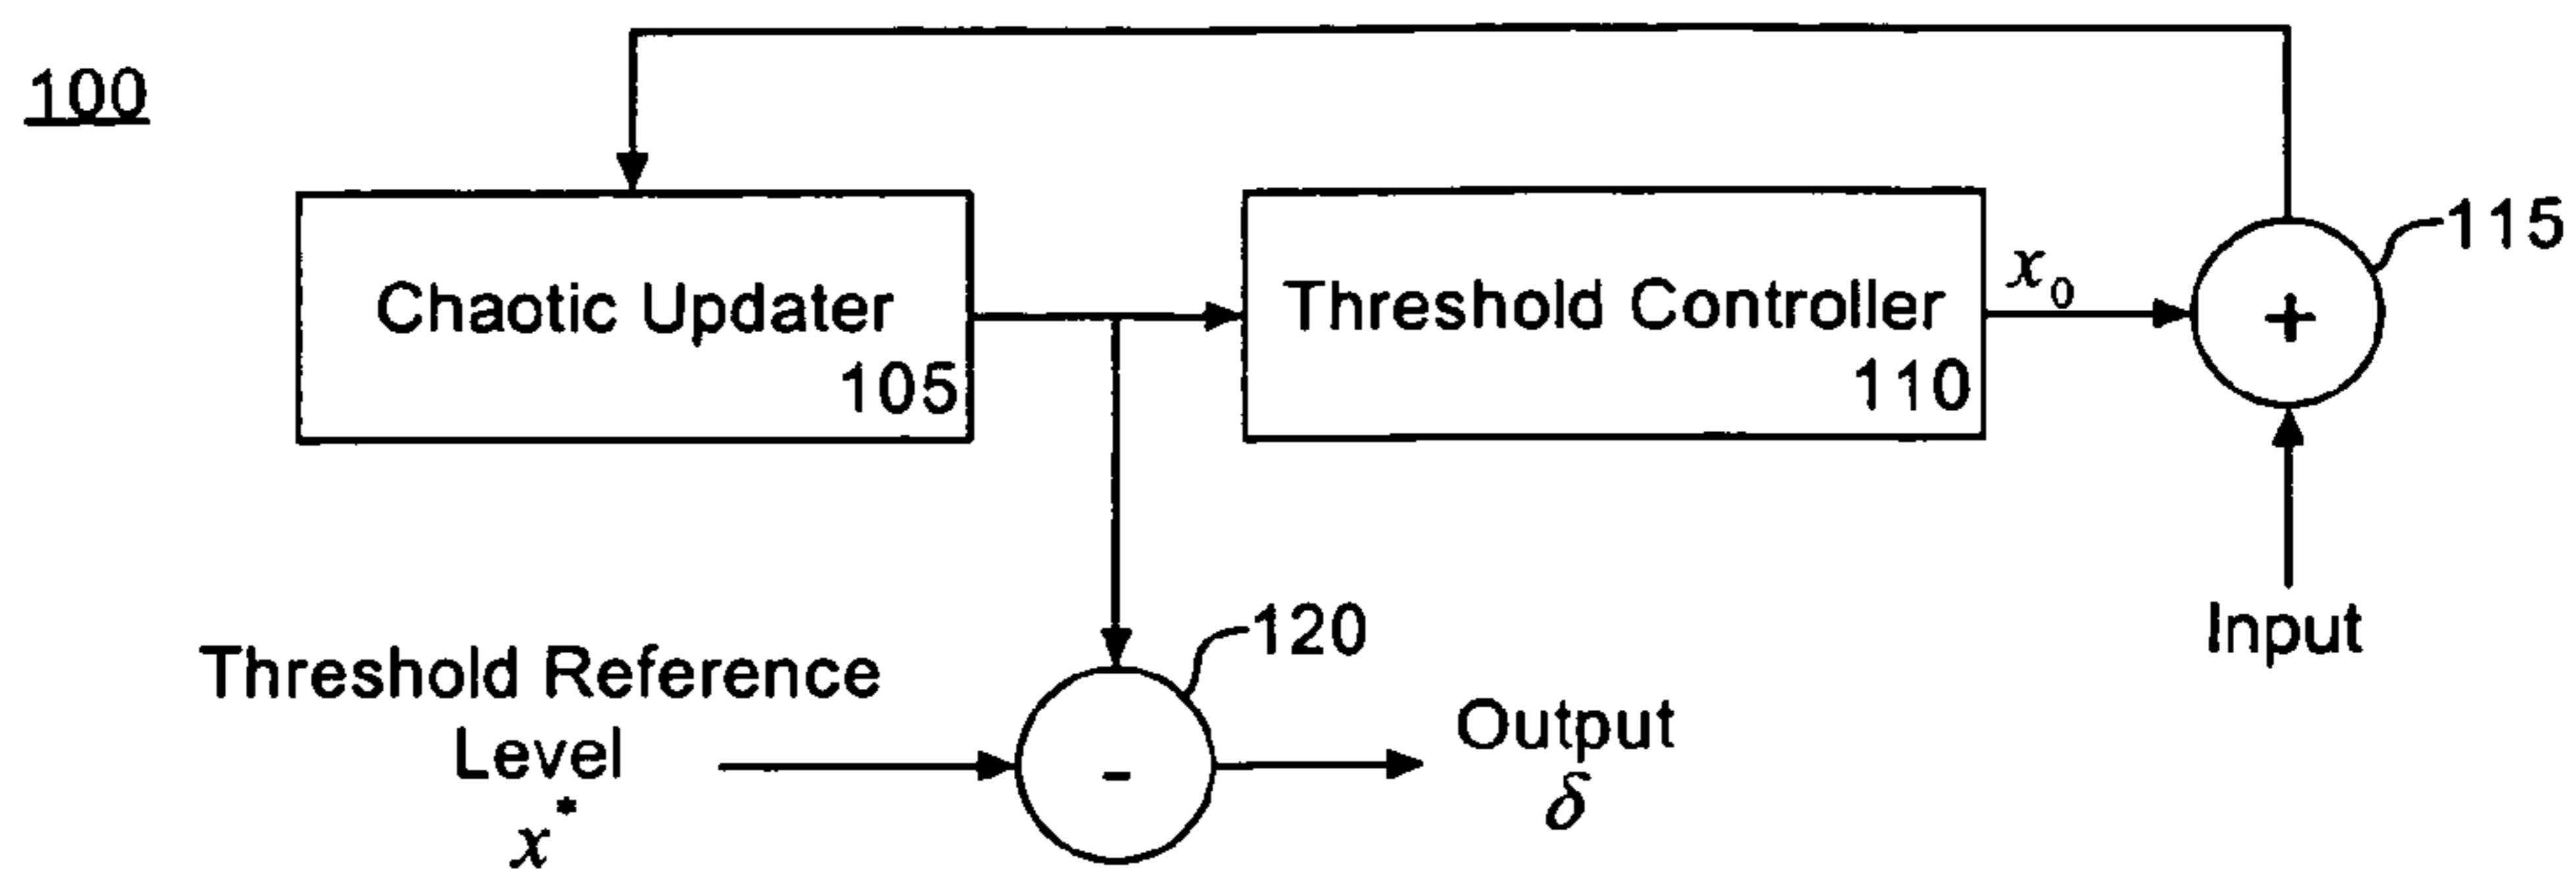 100
Chaotic Updater
105
Threshold Controller
110
x₀
115
+
Input
Threshold Reference
Level
x*
120
-
Output
δ